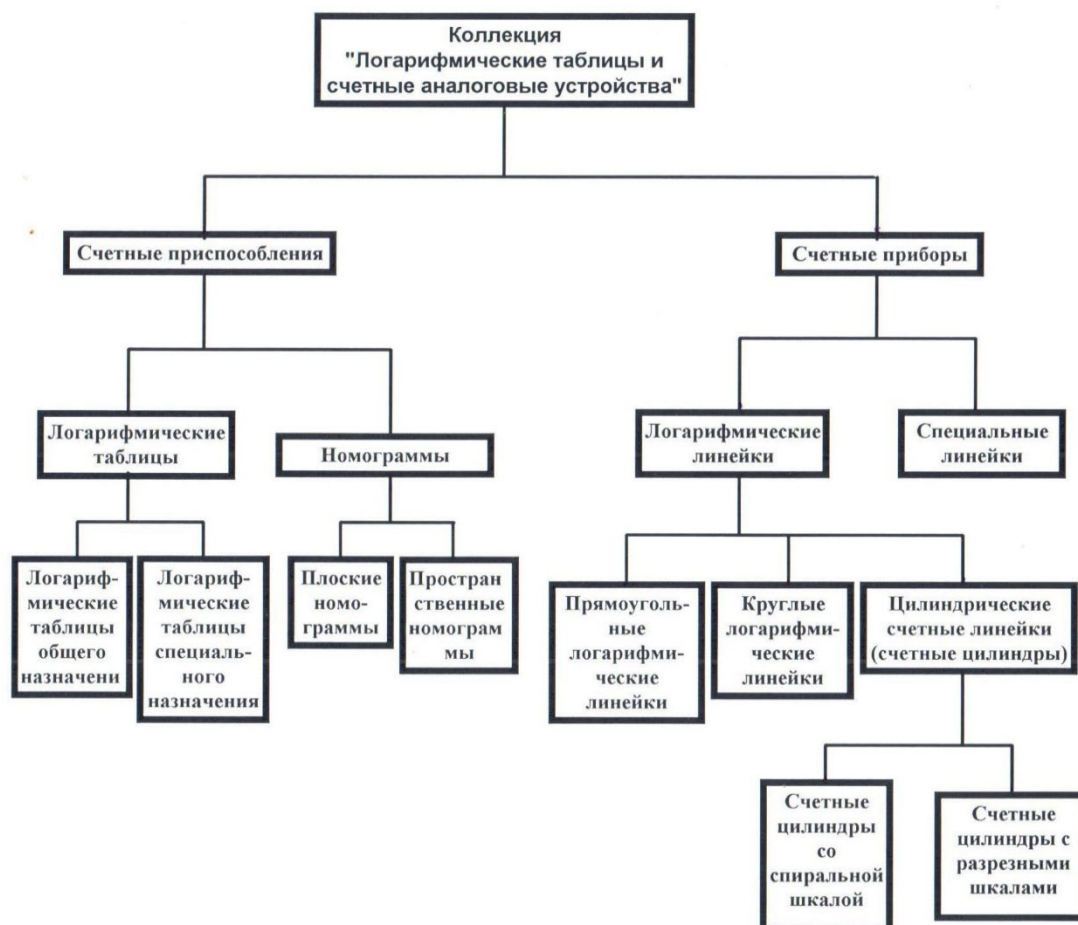 Коллекция
"Логарифмические таблицы и
счетные аналоговые устройства"
Счетные приспособления
Счетные приборы
Логарифмические
таблицы
Номограммы
Логарифмические
линейки
Специальные
линейки
Логариф-
мические
таблицы
общего
назначени
Логариф-
мические
таблицы
специаль-
ного
назначения
Плоские
номо-
граммы
Простран
ственные
номограм
мы
Прямоуголь-
ные
логарифми-
ческие
линейки
Круглые
логарифми-
ческие
линейки
Цилиндрические
счетные линейки
(счетные цилиндры)
Счетные
цилиндры
со
спиральной
шкалой
Счетные
цилиндры с
разрезными
шкалами